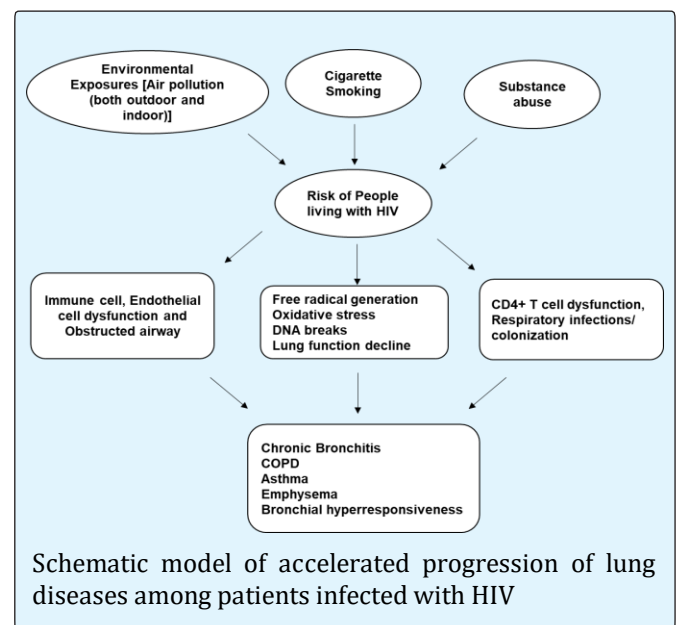 Environmental
Exposures [Air pollution
(both outdoor and
indoor)]
Cigarette
Smoking
Substance
abuse
Risk of People
living with HIV
Immune cell, Endothelial
cell dysfunction and
Obstructed airway
Free radical generation
Oxidative stress
DNA breaks
Lung function decline
CD4+ T cell dysfunction,
Respiratory infections/
colonization
Chronic Bronchitis
COPD
Asthma
Emphysema
Bronchial hyperresponsiveness
Schematic model of accelerated progression of lung
diseases among patients infected with HIV